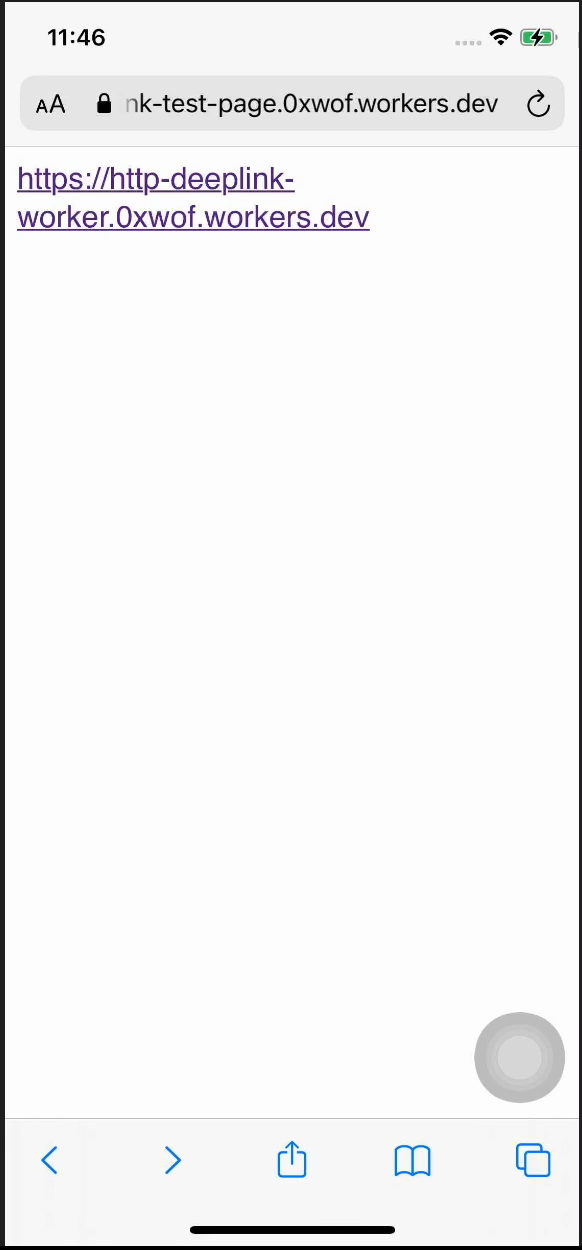 11:46
AA nk-test-page.0xwof.workers.dev
https://http-deeplink-
worker.0xwof.workers.dev